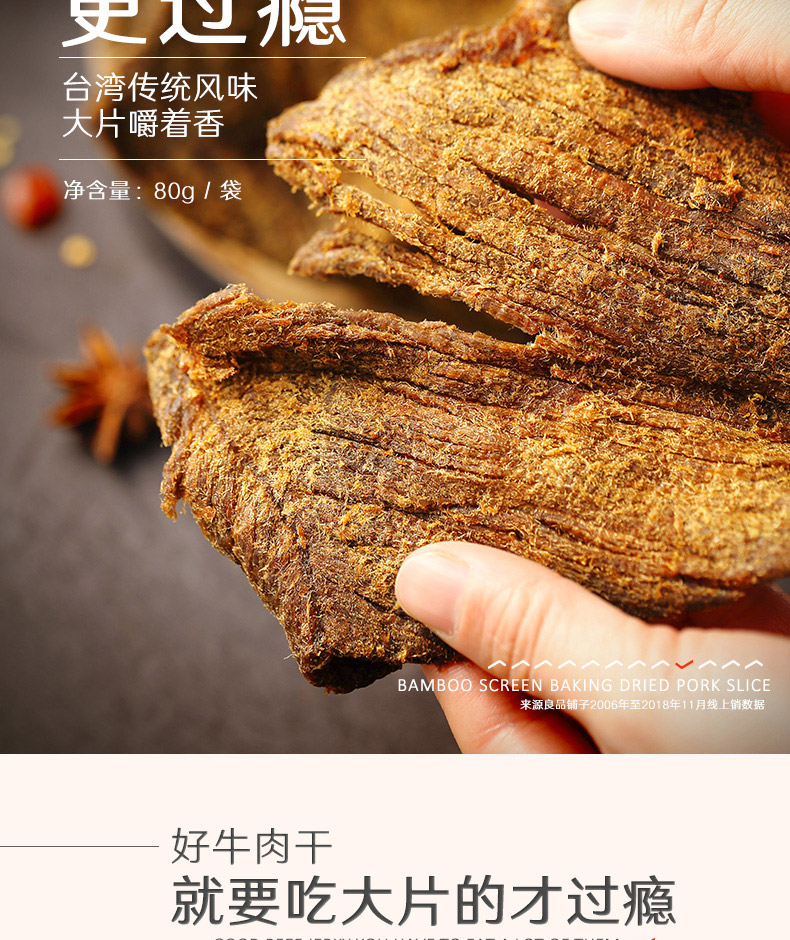 更过瘾
台湾传统风味
大片嚼着香
净含量: 80g / 袋
BAMBOO SCREEN BAKING DRIED PORK SLICE
来源良品铺子2006年至2018年11月线上销数据
好牛肉干
就要吃大片的才过瘾